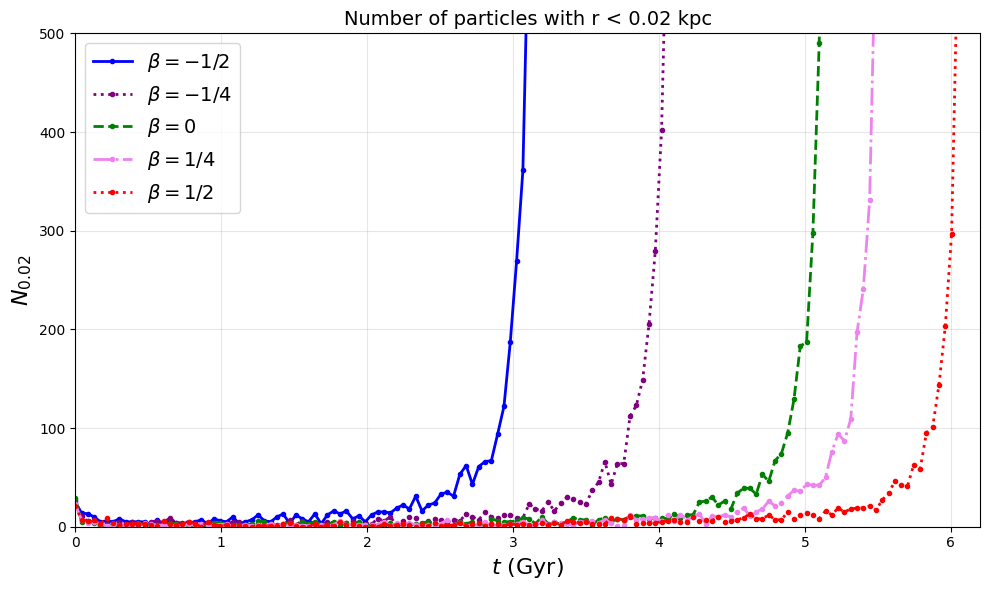 Number of particles with r < 0.02 kpc
500
400
300
200
100
0
N0.02
β = −1/2
β = −1/4
β = 0
β = 1/4
β = 1/2
0 1 2 3 4 5 6
t (Gyr)